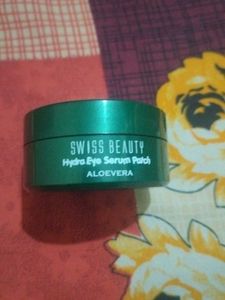 SWISS BEAUTY
Hydra Eye Serum Patch
ALOEVERA